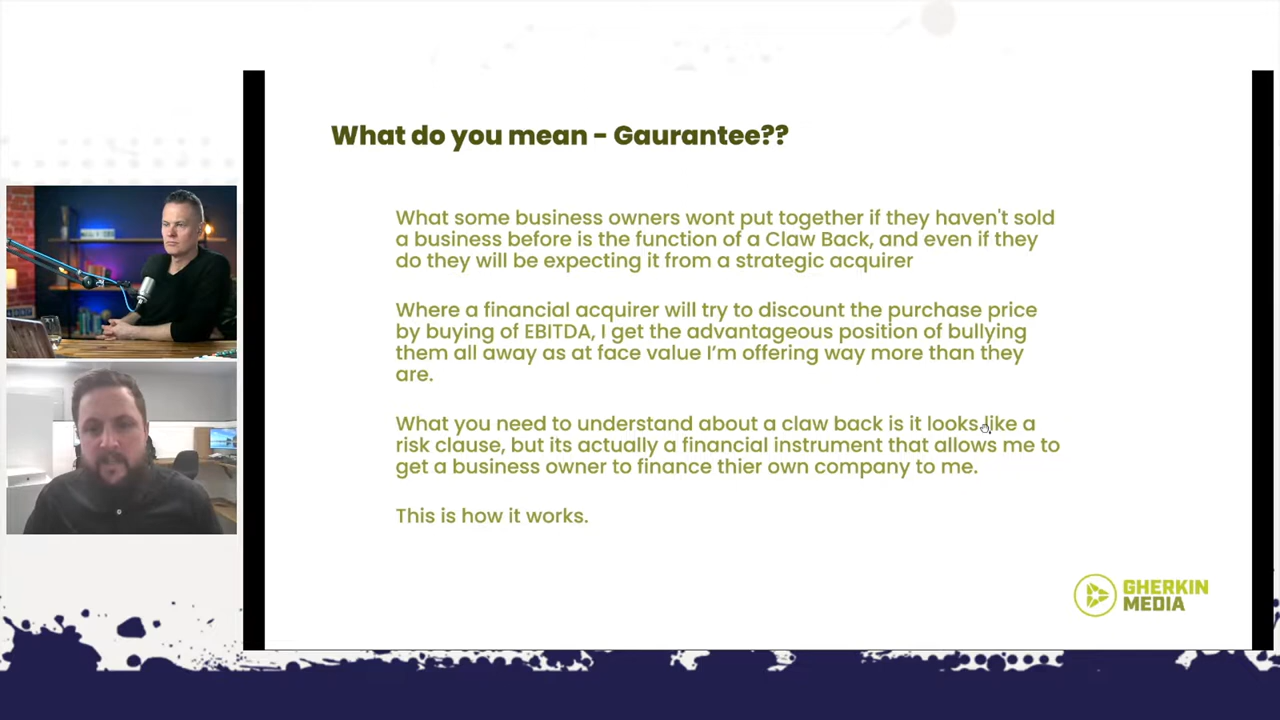 What do you mean - Gaurantee??
What some business owners wont put together if they haven't sold
a business before is the function of a Claw Back, and even if they
do they will be expecting it from a strategic acquirer
Where a financial acquirer will try to discount the purchase price
by buying of EBITDA, I get the advantageous position of bullying
them all away as at face value I'm offering way more than they
are.
What you need to understand about a claw back is it looks like a
risk clause, but its actually a financial instrument that allows me to
get a business owner to finance thier own company to me.
This is how it works.
GHERKIN
MEDIA